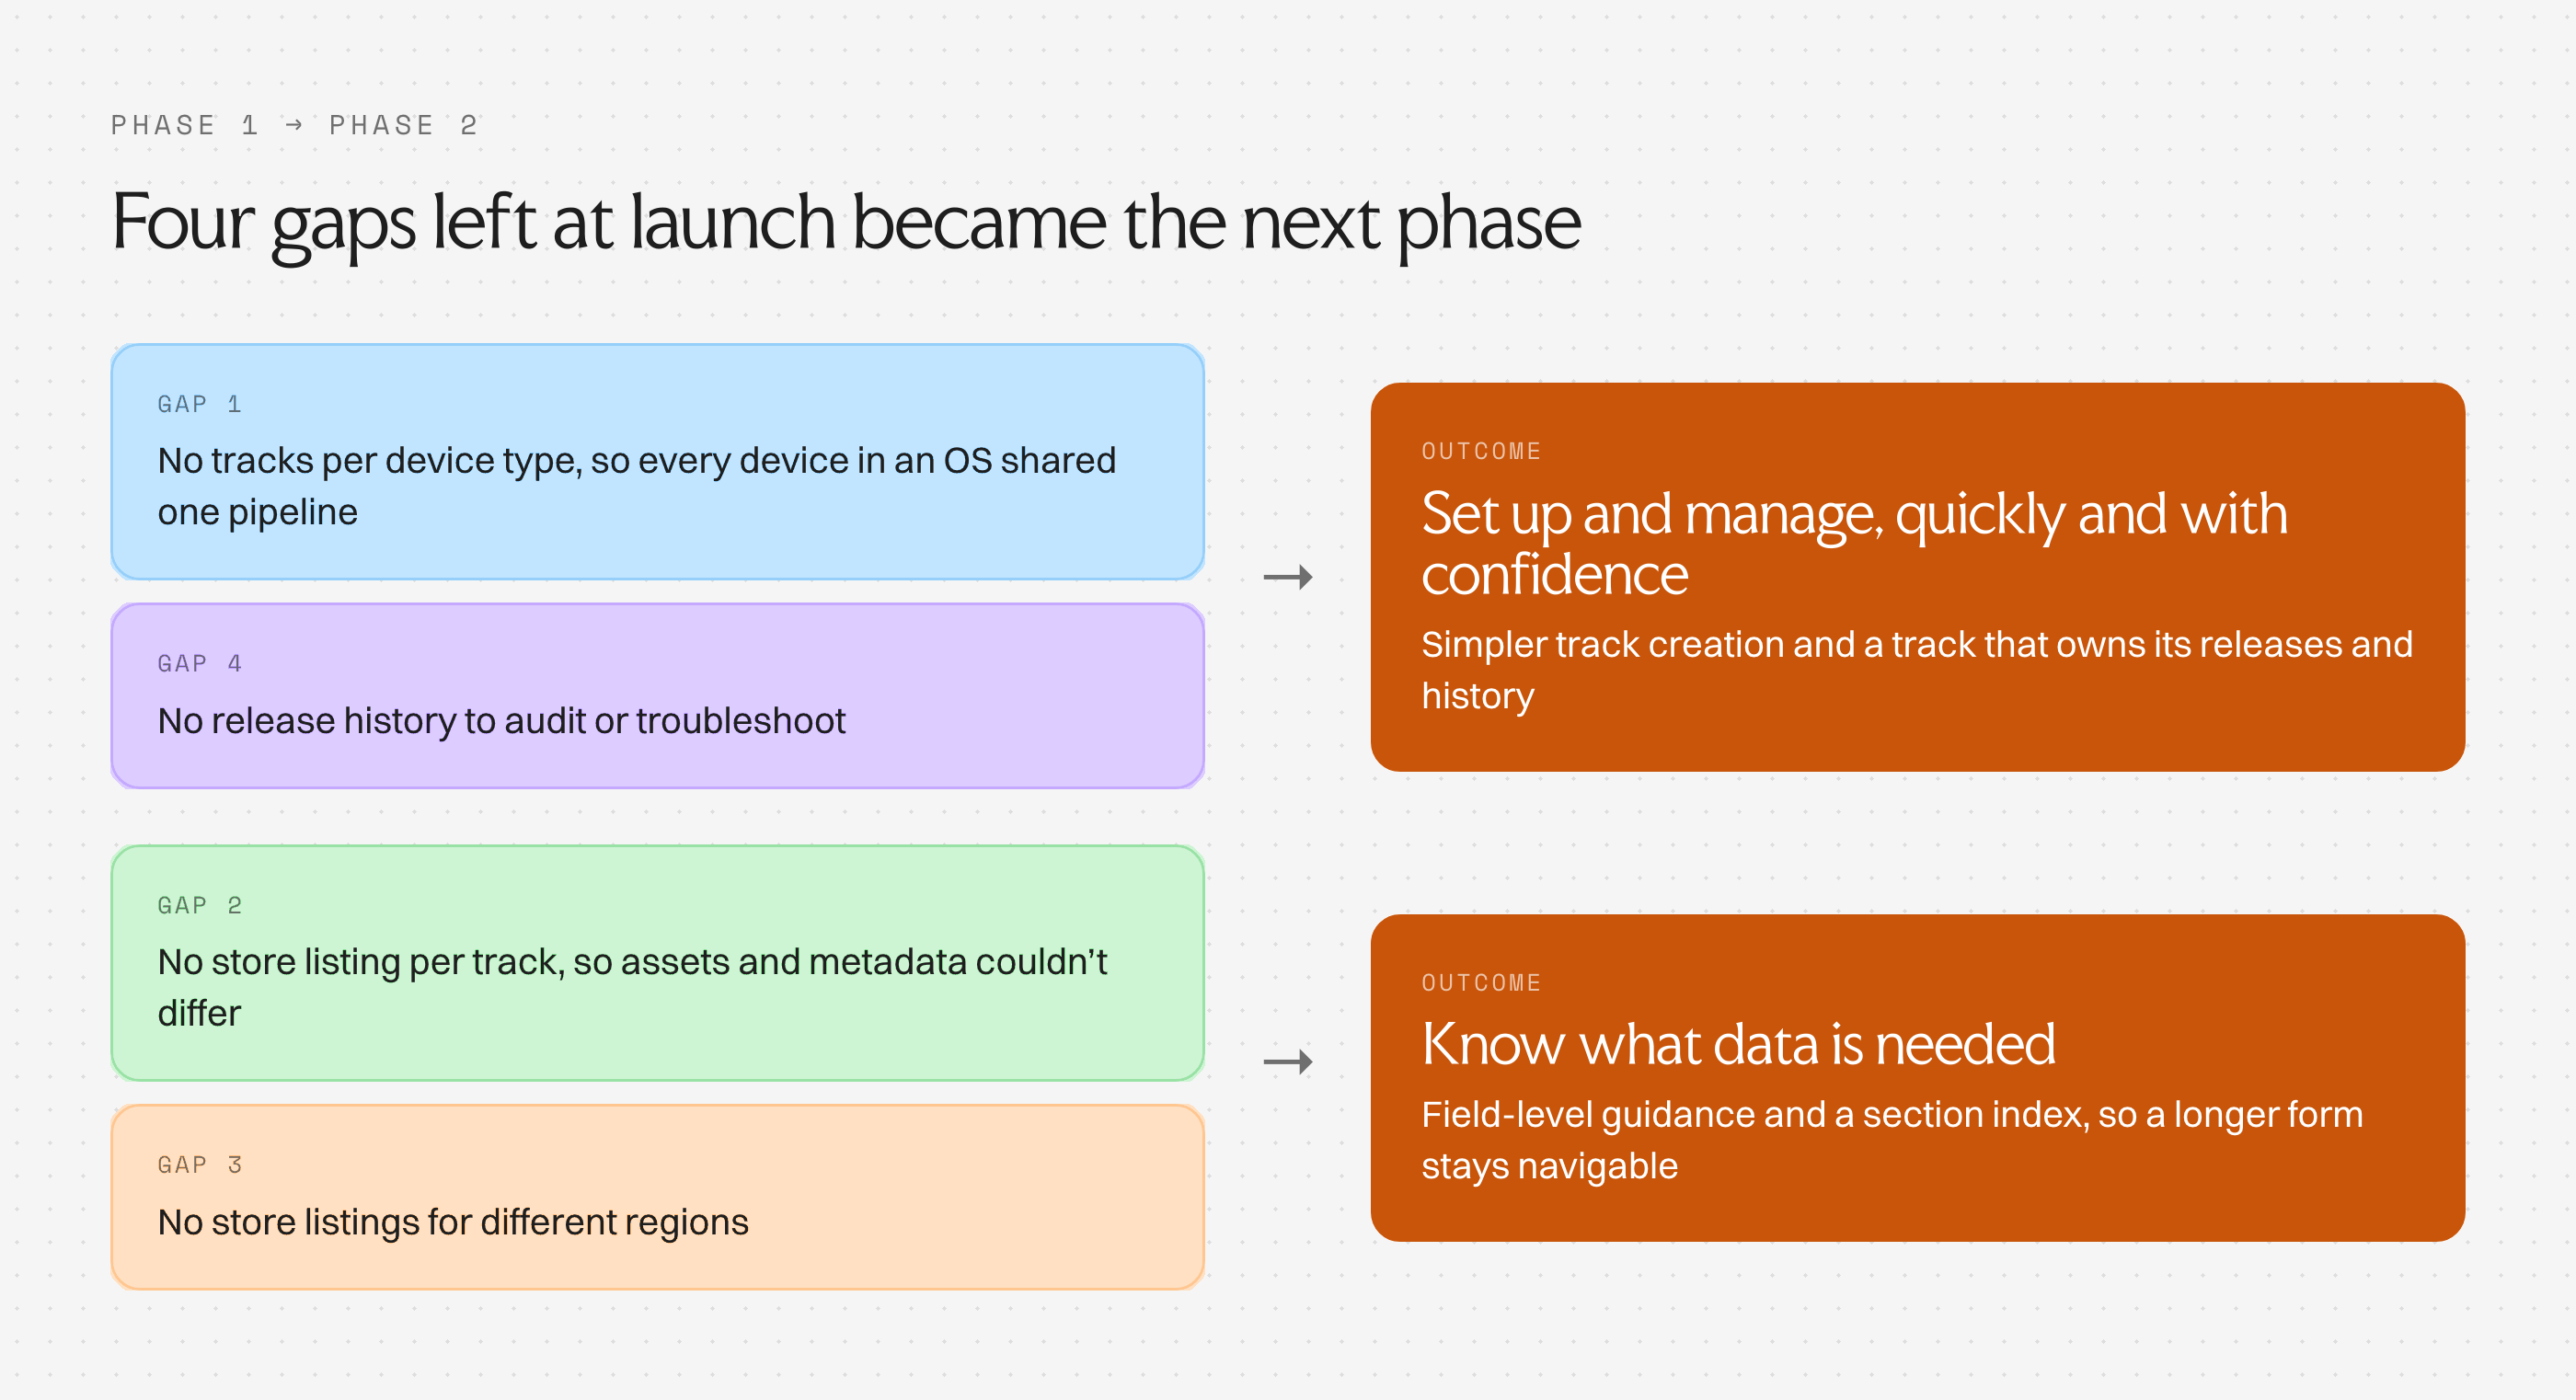 PHASE 1 → PHASE 2
Four gaps left at launch became the next phase
GAP 1
No tracks per device type, so every device in an OS shared
one pipeline
GAP 4
No release history to audit or troubleshoot
OUTCOME
Set up and manage, quickly and with
confidence
Simpler track creation and a track that owns its releases and
history
GAP 2
No store listing per track, so assets and metadata couldn’t
differ
GAP 3
No store listings for different regions
OUTCOME
Know what data is needed
Field-level guidance and a section index, so a longer form
stays navigable